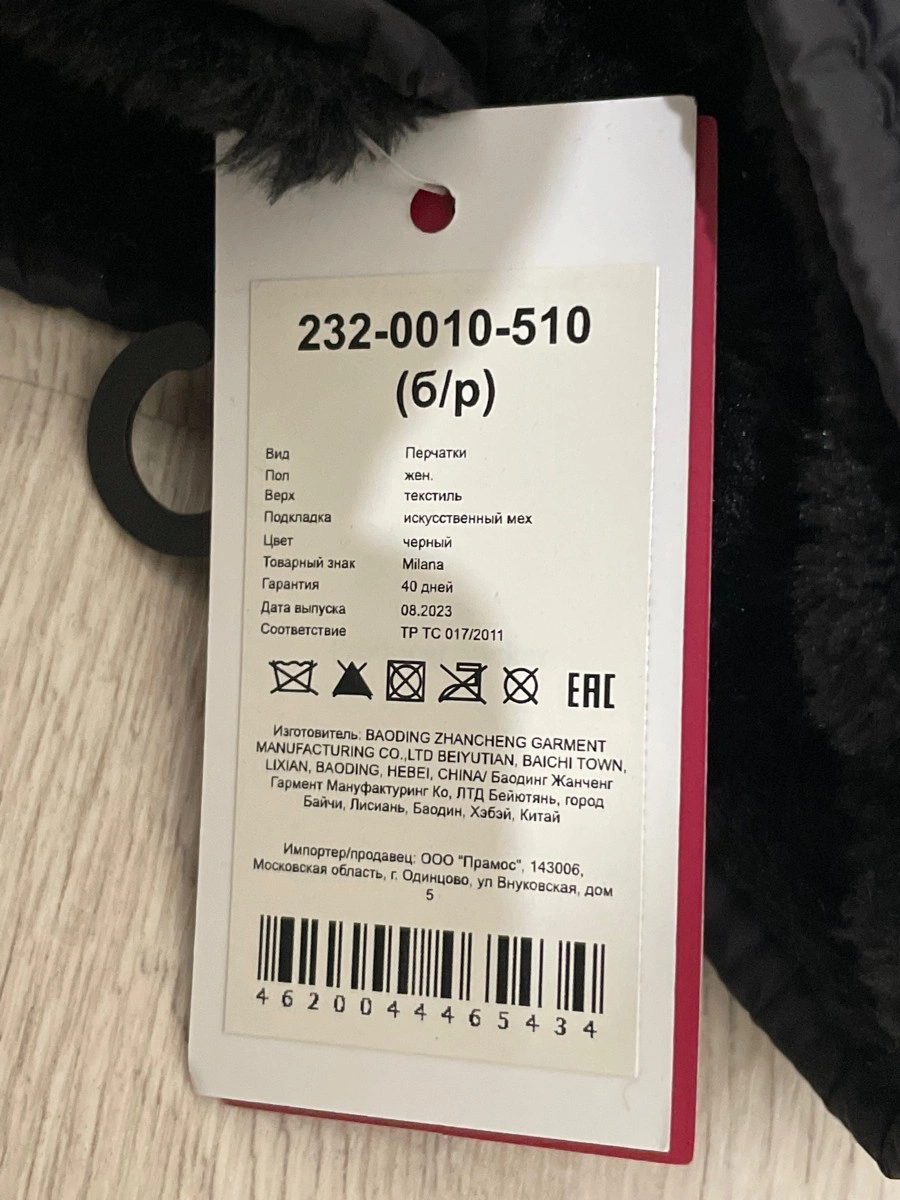 232-0010-510
(б/р)
Вид Перчатки
Пол жен.
Верх текстиль
Подкладка искусственный мех
Цвет черный
Товарный знак Milana
Гарантия 40 дней
Дата выпуска 08.2023
Соответствие ТР ТС 017/2011
EAC
Изготовитель: BAODING ZHANCHENG GARMENT
MANUFACTURING CO.,LTD BEIYUTIAN, BAICHI TOWN,
LIXIAN, BAODING, HEBEI, CHINA/ Баодинг Жанченг
Гармент Мануфактуринг Ко, ЛТД Бейютянь, город
Байчи, Лисиань, Баодин, Хэбэй, Китай
Импортер/продавец: ООО "Прамос", 143006,
Московская область, г. Одинцово, ул Внуковская, дом
5
4620044465434